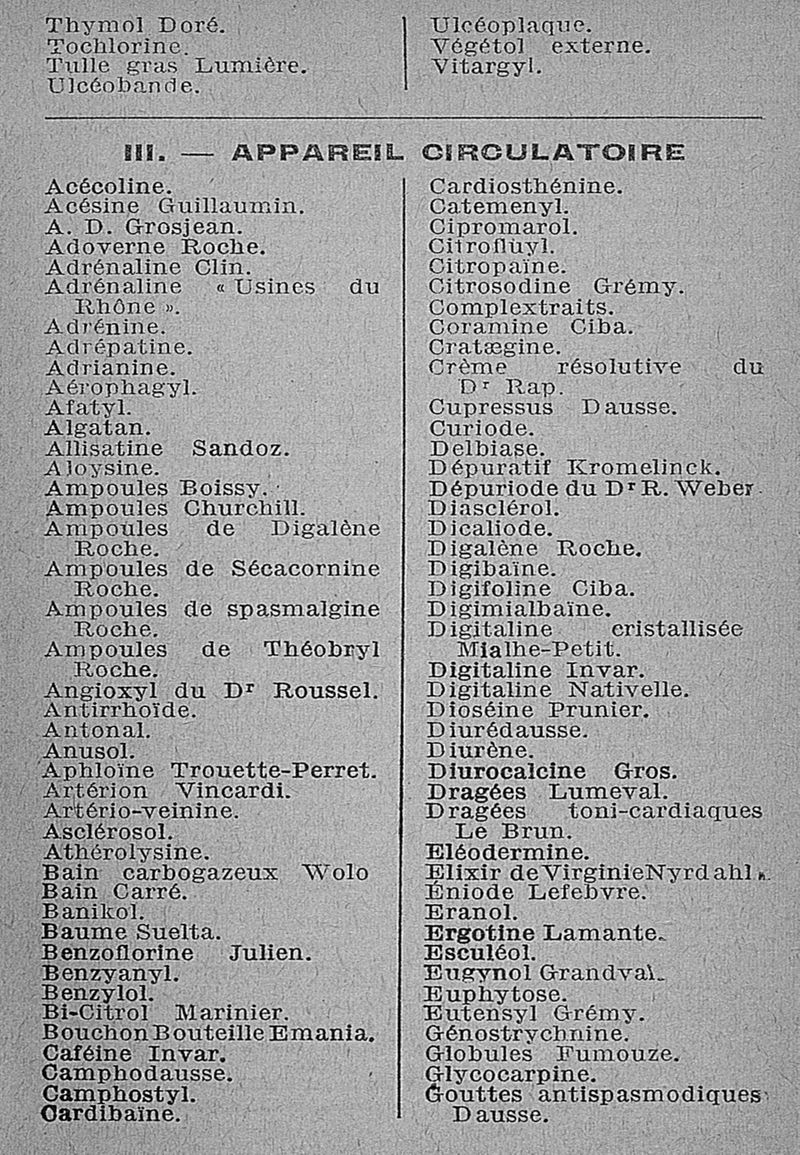 Thymol Doré.
Tochlorine.
Tulle gras Lumière.
Ulcéobande.
Ulcéoplaque.
Végétol externe.
Vitargyl.
III. — APPAREIL CIRCULATOIRE
Acécoline.
Acésine Guillaumin.
A. D. Grosjean.
Adoverne Roche.
Adrénaline Clin.
Adrénaline « Usines du
Rhône ».
Adrénine.
Adrépatine.
Adrianine.
Aérophagyl.
Afatyl.
Algatan.
Allisatine Sandoz.
Aloysine.
Ampoules Boissy.
Ampoules Churchill.
Ampoules de Digalène
Roche.
Ampoules de Sécacornine
Roche.
Ampoules de spasmalgine
Roche.
Ampoules de Théobryl
Roche.
Angioxyl du Dr Roussel.
Antirrhoïde.
Antonal.
Anusol.
Aphloïne Trouette-Perret.
Artérion Vincardi.
Artério-veinine.
Asclérosol.
Athérolysine.
Bain carbogazeux Wolo
Bain Carré.
Banikol.
Baume Suelta.
Benzoflorine Julien.
Benzyanyl.
Benzylol.
Bi-Citrol Marinier.
Bouchon Bouteille Emania.
Caféine Invar.
Camphodausse.
Camphostyl.
Cardibaïne.
Cardiosthénine.
Catemenyl.
Cipromarol.
Citrofluyl.
Citropaïne.
Citrosodine Grémy.
Complextraits.
Coramine Ciba.
Cratægine.
Crème résolutive du
Dr Rap.
Cupressus Dausse.
Curiode.
Delbiase.
Dépuratif Kromelinck.
Dépuriode du Dr R. Weber.
Diasclérol.
Dicaliode.
Digalène Roche.
Digibaïne.
Digifoline Ciba.
Digimialbaïne.
Digitaline cristallisée
Mialhe-Petit.
Digitaline Invar.
Digitaline Nativelle.
Dioséine Prunier.
Diurédausse.
Diurène.
Diurocalcine Gros.
Dragées Lumeval.
Dragées toni-cardiaques
Le Brun.
Eléodermine.
Elixir de Virginie Nyrdahl.
Éniode Lefebvre.
Eranol.
Ergotine Lamante.
Esculéol.
Eugynol Grandval.
Euphytose.
Eutensyl Grémy.
Génostrychnine.
Globules Fumouze.
Glycocarpine.
Gouttes antispasmodiques
Dausse.